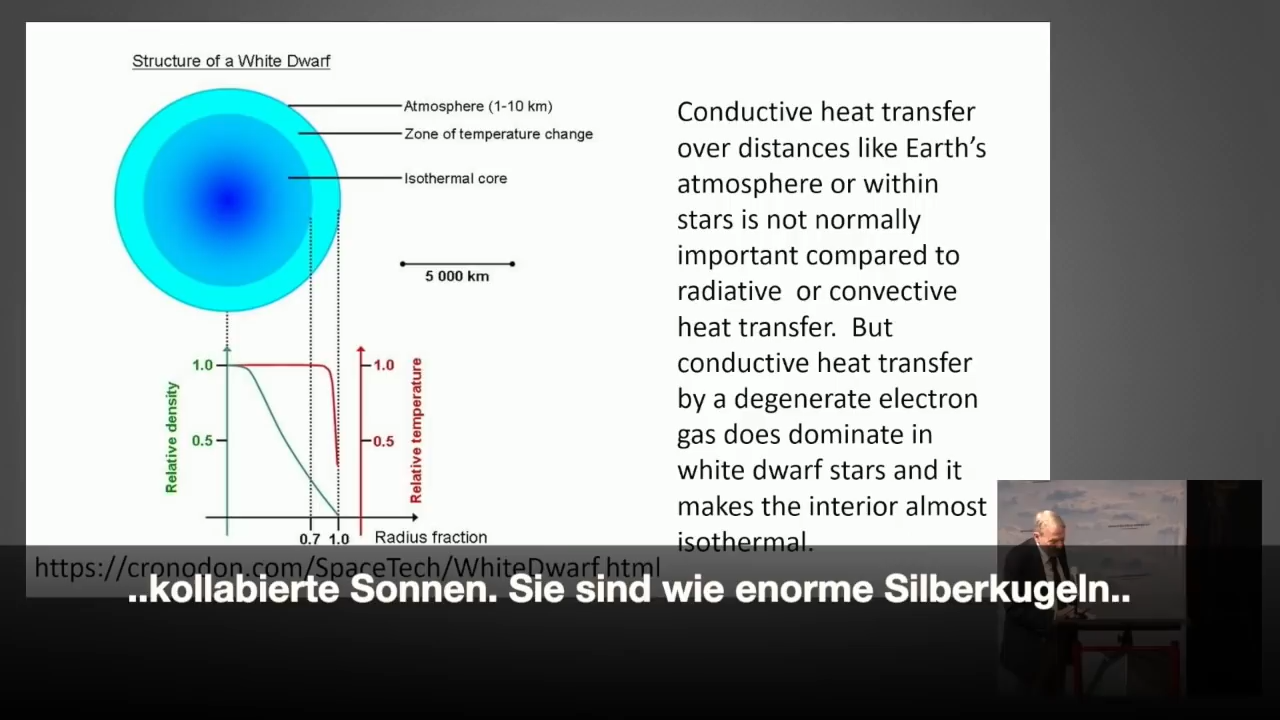 Structure of a White Dwarf
Atmosphere (1-10 km)
Zone of temperature change
Isothermal core
5 000 km
1.0
0.5
Relative density
1.0
0.5
Relative temperature
0.7
1.0
Radius fraction
Conductive heat transfer
over distances like Earth’s
atmosphere or within
stars is not normally
important compared to
radiative or convective
heat transfer. But
conductive heat transfer
by a degenerate electron
gas does dominate in
white dwarf stars and it
makes the interior almost
isothermal.
https://cronodon.com/SpaceTech/WhiteDwarf.html
..kollabierte Sonnen. Sie sind wie enorme Silberkugeln..